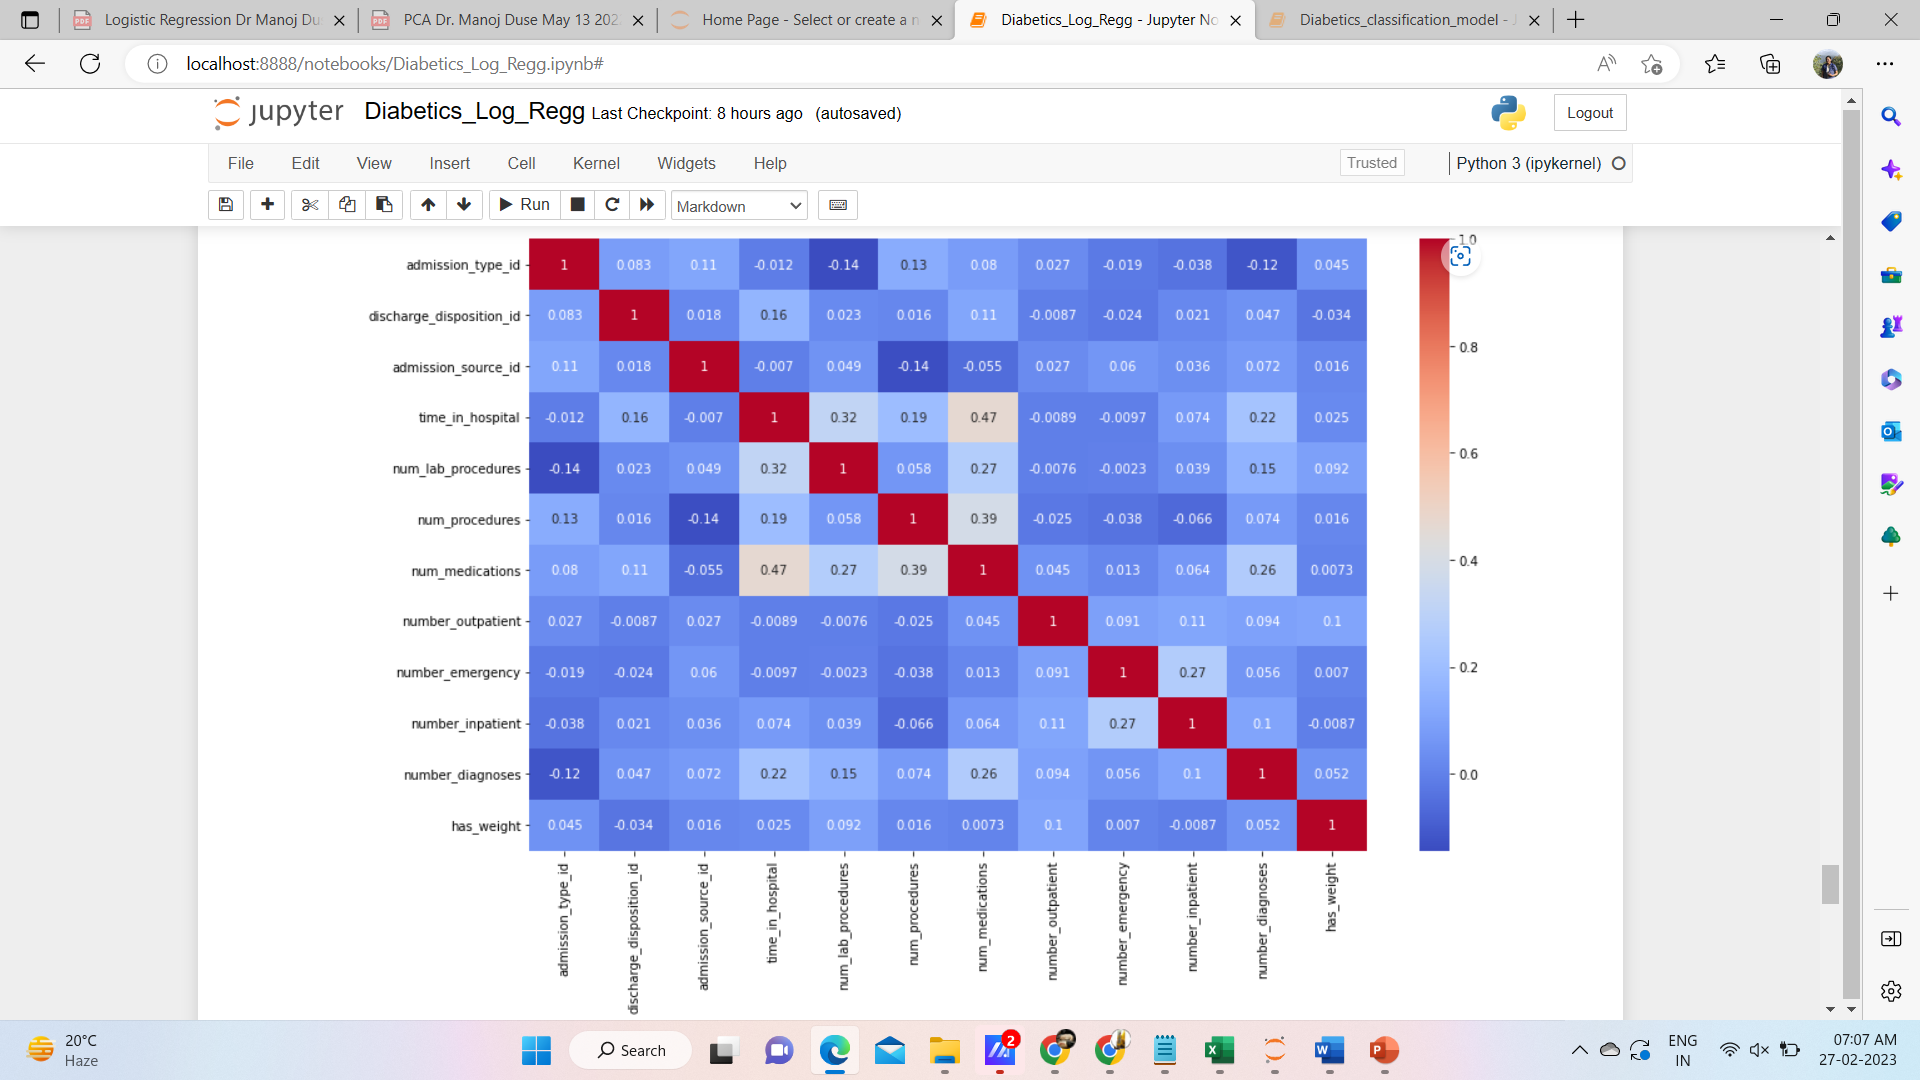 Logistic Regression Dr Manoj Du
PCA Dr. Manoj Duse May 13 202
Home Page - Select or create a n
Diabetics_Log_Regg - Jupyter No
Diabetics_classification_model - J
localhost:8888/notebooks/Diabetics_Log_Regg.ipynb#
jupyter Diabetics_Log_Regg Last Checkpoint: 8 hours ago (autosaved)
Logout
File Edit View Insert Cell Kernel Widgets Help
Trusted
Python 3 (ipykernel)
Run
Markdown
admission_type_id 1 0.083 0.11 -0.012 -0.14 0.13 0.08 0.027 -0.019 -0.038 -0.12 0.045
discharge_disposition_id 0.083 1 0.018 0.16 0.023 0.016 0.11 -0.0087 -0.024 0.021 0.047 -0.034
admission_source_id 0.11 0.018 1 -0.007 0.049 -0.14 -0.055 0.027 0.06 0.036 0.072 0.016
time_in_hospital -0.012 0.16 -0.007 1 0.32 0.19 0.47 -0.0089 -0.0097 0.074 0.22 0.025
num_lab_procedures -0.14 0.023 0.049 0.32 1 0.058 0.27 -0.0076 -0.0023 0.039 0.15 0.092
num_procedures 0.13 0.016 -0.14 0.19 0.058 1 0.39 -0.025 -0.038 -0.066 0.074 0.016
num_medications 0.08 0.11 -0.055 0.47 0.27 0.39 1 0.045 0.013 0.064 0.26 0.0073
number_outpatient 0.027 -0.0087 0.027 -0.0089 -0.0076 -0.025 0.045 1 0.091 0.11 0.094 0.1
number_emergency -0.019 -0.024 0.06 -0.0097 -0.0023 -0.038 0.013 0.091 1 0.27 0.056 0.007
number_inpatient -0.038 0.021 0.036 0.074 0.039 -0.066 0.064 0.11 0.27 1 0.1 -0.0087
number_diagnoses -0.12 0.047 0.072 0.22 0.15 0.074 0.26 0.094 0.056 0.1 1 0.052
has_weight 0.045 -0.034 0.016 0.025 0.092 0.016 0.0073 0.1 0.007 -0.0087 0.052 1
admission_type_id
discharge_disposition_id
admission_source_id
time_in_hospital
num_lab_procedures
num_procedures
num_medications
number_outpatient
number_emergency
number_inpatient
number_diagnoses
has_weight
1.0
0.8
0.6
0.4
0.2
0.0
20°C
Haze
Search
2
ENG
IN
07:07 AM
27-02-2023